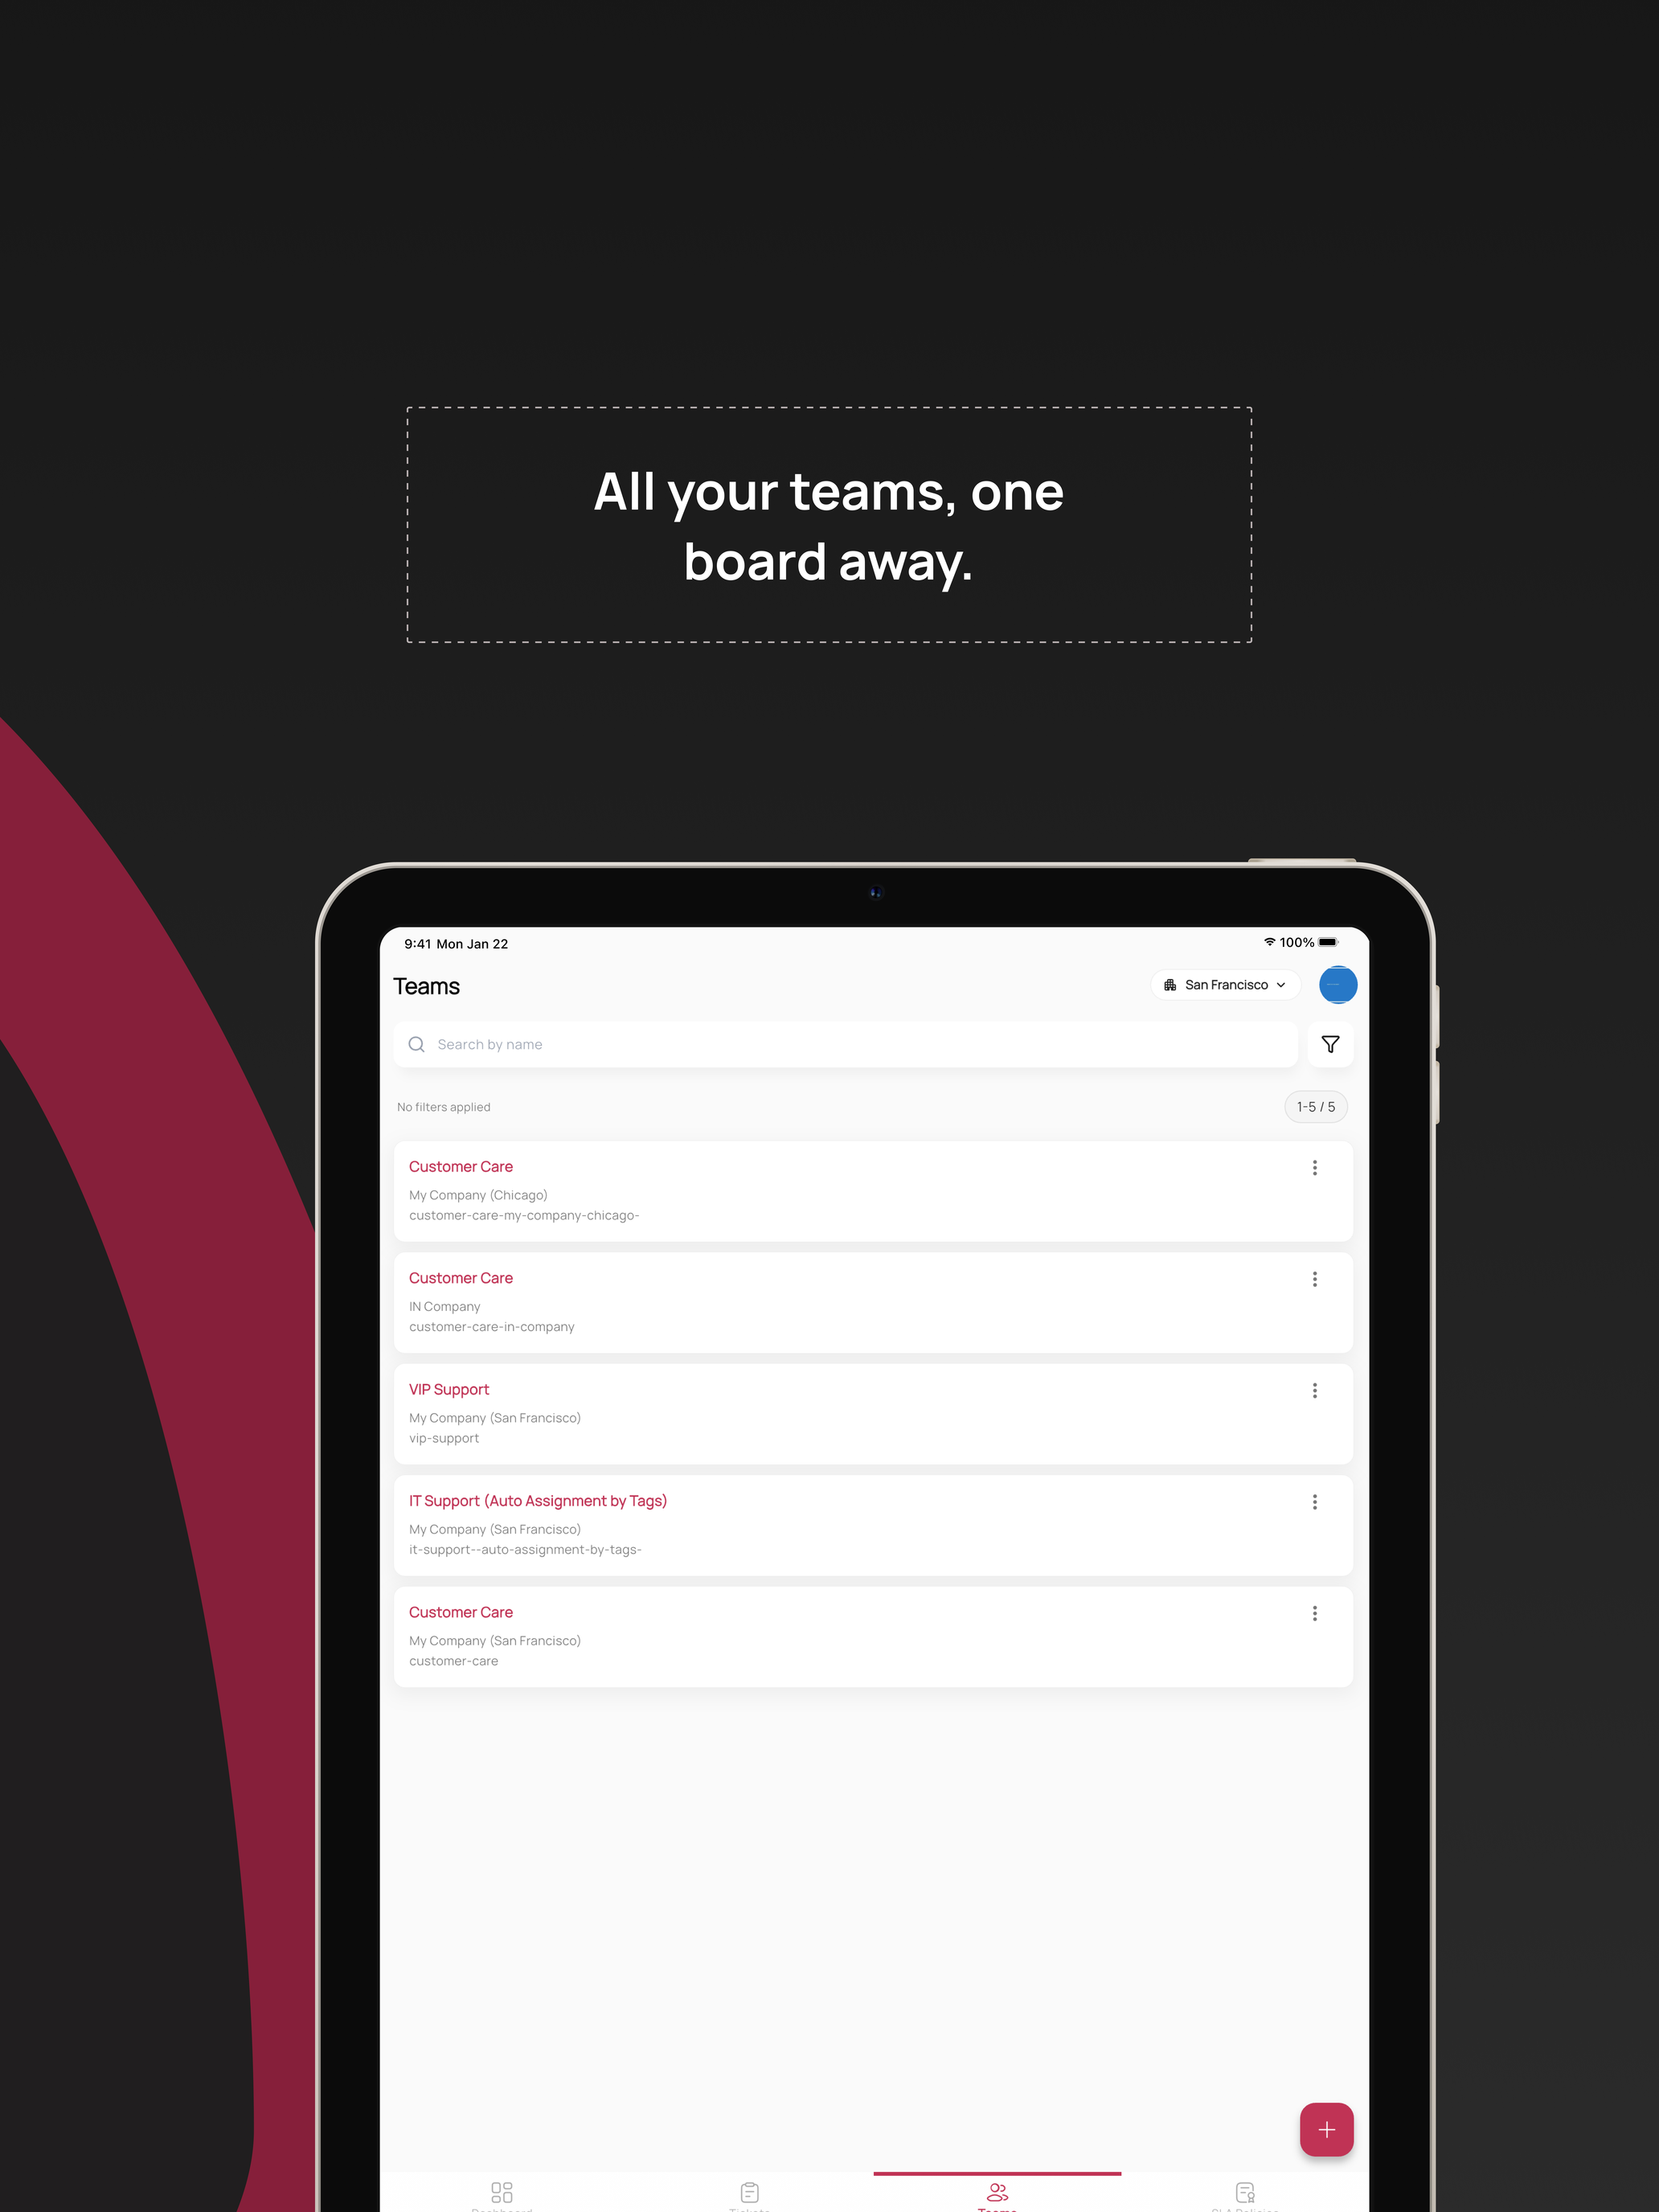 All your teams, one
board away.
9:41 Mon Jan 22
100%
Teams
San Francisco
Search by name
No filters applied
1-5 / 5
Customer Care
My Company (Chicago)
customer-care-my-company-chicago-
Customer Care
IN Company
customer-care-in-company
VIP Support
My Company (San Francisco)
vip-support
IT Support (Auto Assignment by Tags)
My Company (San Francisco)
it-support--auto-assignment-by-tags-
Customer Care
My Company (San Francisco)
customer-care